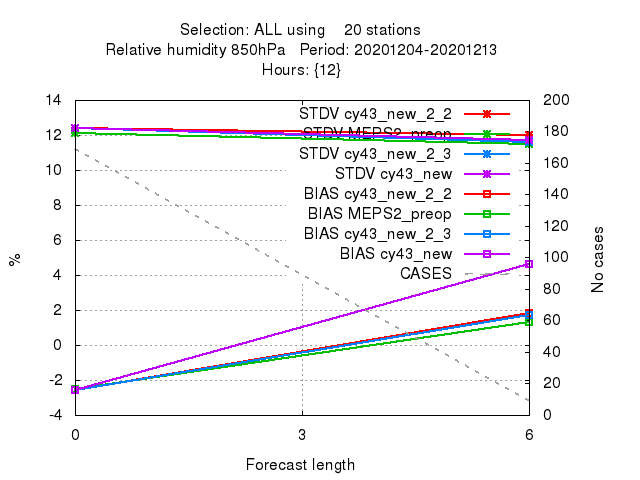 Selection: ALL using    20 stations
Relative humidity 850hPa   Period: 20201204-20201213
Hours: {12}
14
12
10
8
6
4
2
0
-2
-4
%
200
180
160
140
120
100
80
60
40
20
0
No cases
STDV cy43_new_2_2
STDV MEPS2_preop
STDV cy43_new_2_3
STDV cy43_new
BIAS cy43_new_2_2
BIAS MEPS2_preop
BIAS cy43_new_2_3
BIAS cy43_new
CASES
0
3
6
Forecast length